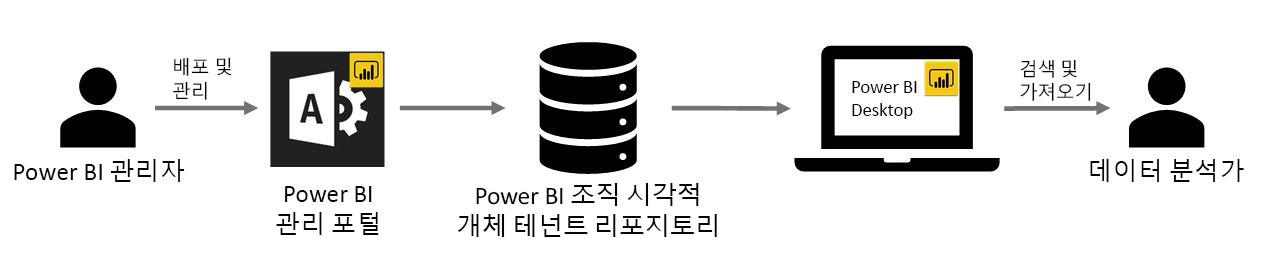 배포 및
관리
Power BI 관리자
A
Power BI
관리 포털
Power BI 조직 시각적
개체 테넌트 리포지토리
Power BI
Desktop
검색 및
가져오기
데이터 분석가